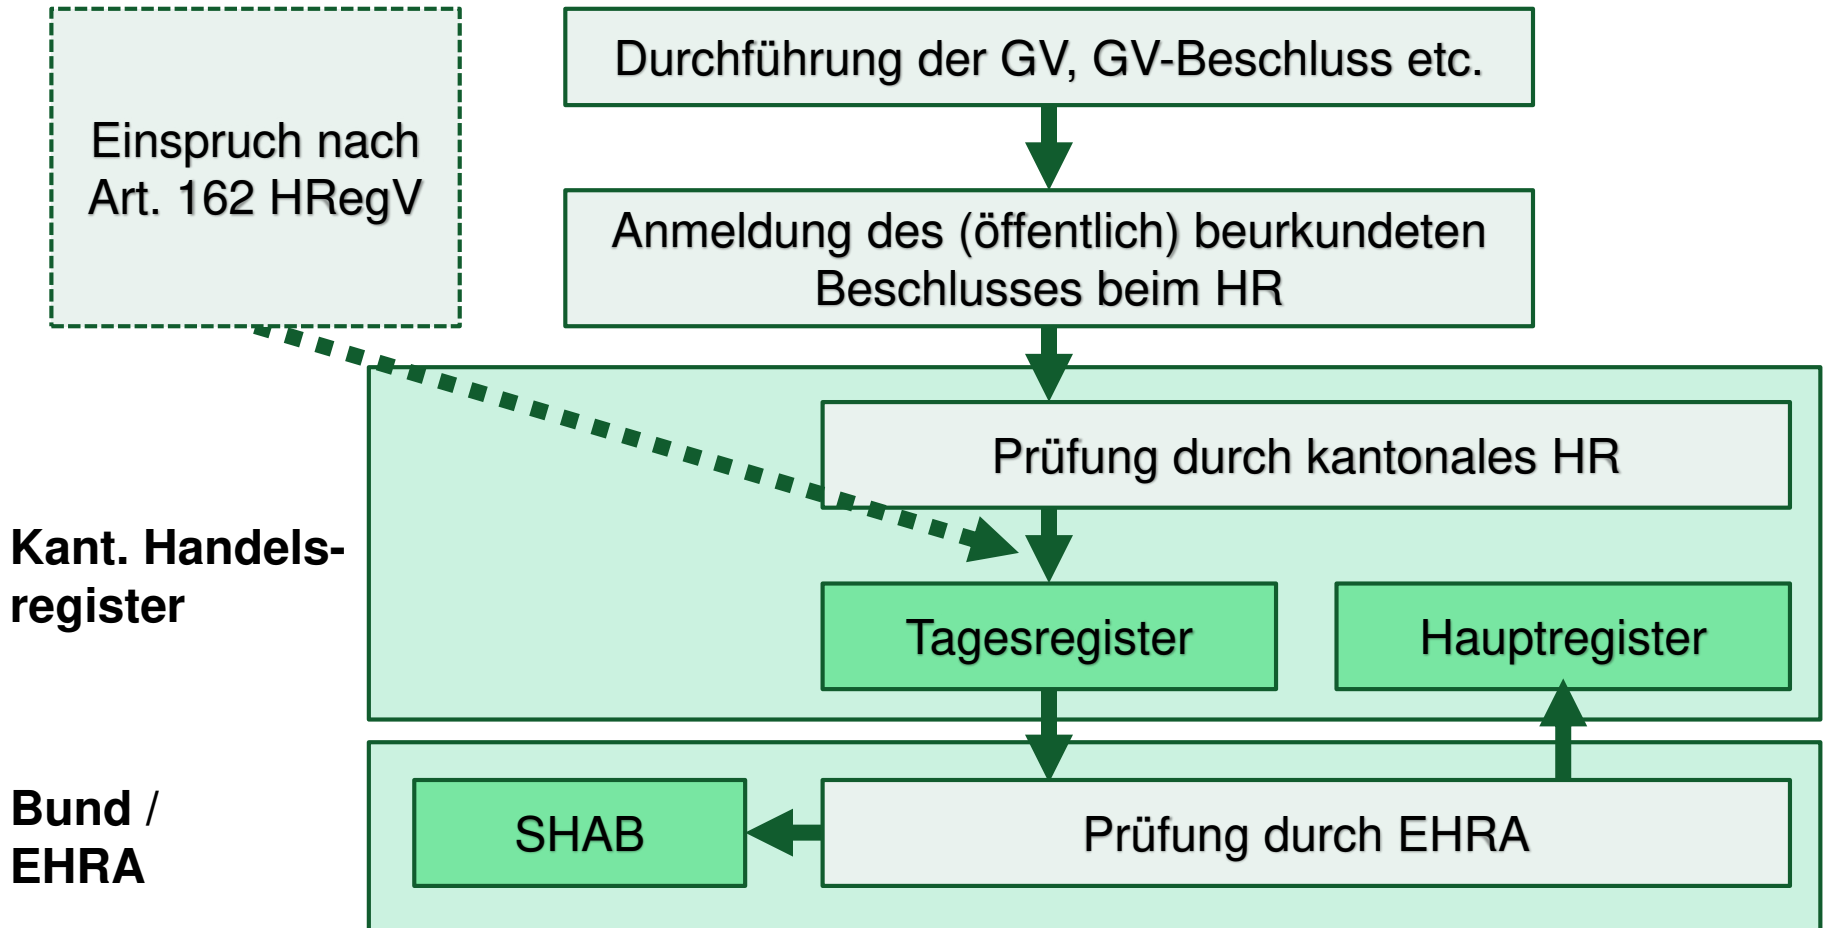 Durchführung der GV, GV-Beschluss etc.
Einspruch nach
Art. 162 HRegV
Anmeldung des (öffentlich) beurkundeten
Beschlusses beim HR
Prüfung durch kantonales HR
Kant. Handels-
register
Tagesregister
Hauptregister
Bund /
EHRA
SHAB
Prüfung durch EHRA